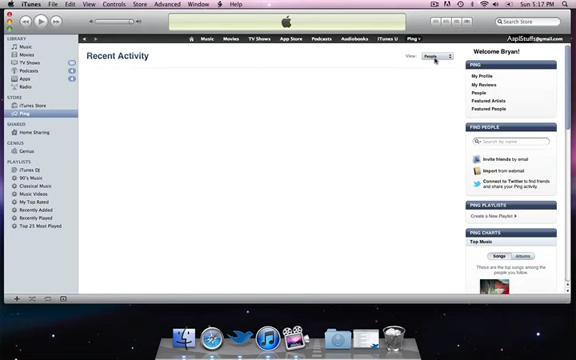 iTunes File Edit View Controls Store Advanced Window Help
Sun 5:17 PM
Search Store
LIBRARY
Music
Movies
TV Shows
Podcasts
Apps
Radio
STORE
iTunes Store
Ping
SHARED
Home Sharing
GENIUS
Genius
PLAYLISTS
iTunes DJ
90's Music
Classical Music
Music Videos
My Top Rated
Recently Added
Recently Played
Top 25 Most Played
Music Movies TV Shows App Store Podcasts Audiobooks iTunes U Ping
AaplStuffs@gmail.com
Recent Activity
View: People
Welcome Bryan!
PING
My Profile
My Reviews
People
Featured Artists
Featured People
FIND PEOPLE
Search by name
Invite friends by email
Import from webmail
Connect to Twitter to find friends
and share your Ping activity.
PING PLAYLISTS
Create a New Playlist
PING CHARTS
Top Music
Songs Albums
These are the top songs among the
people you follow.